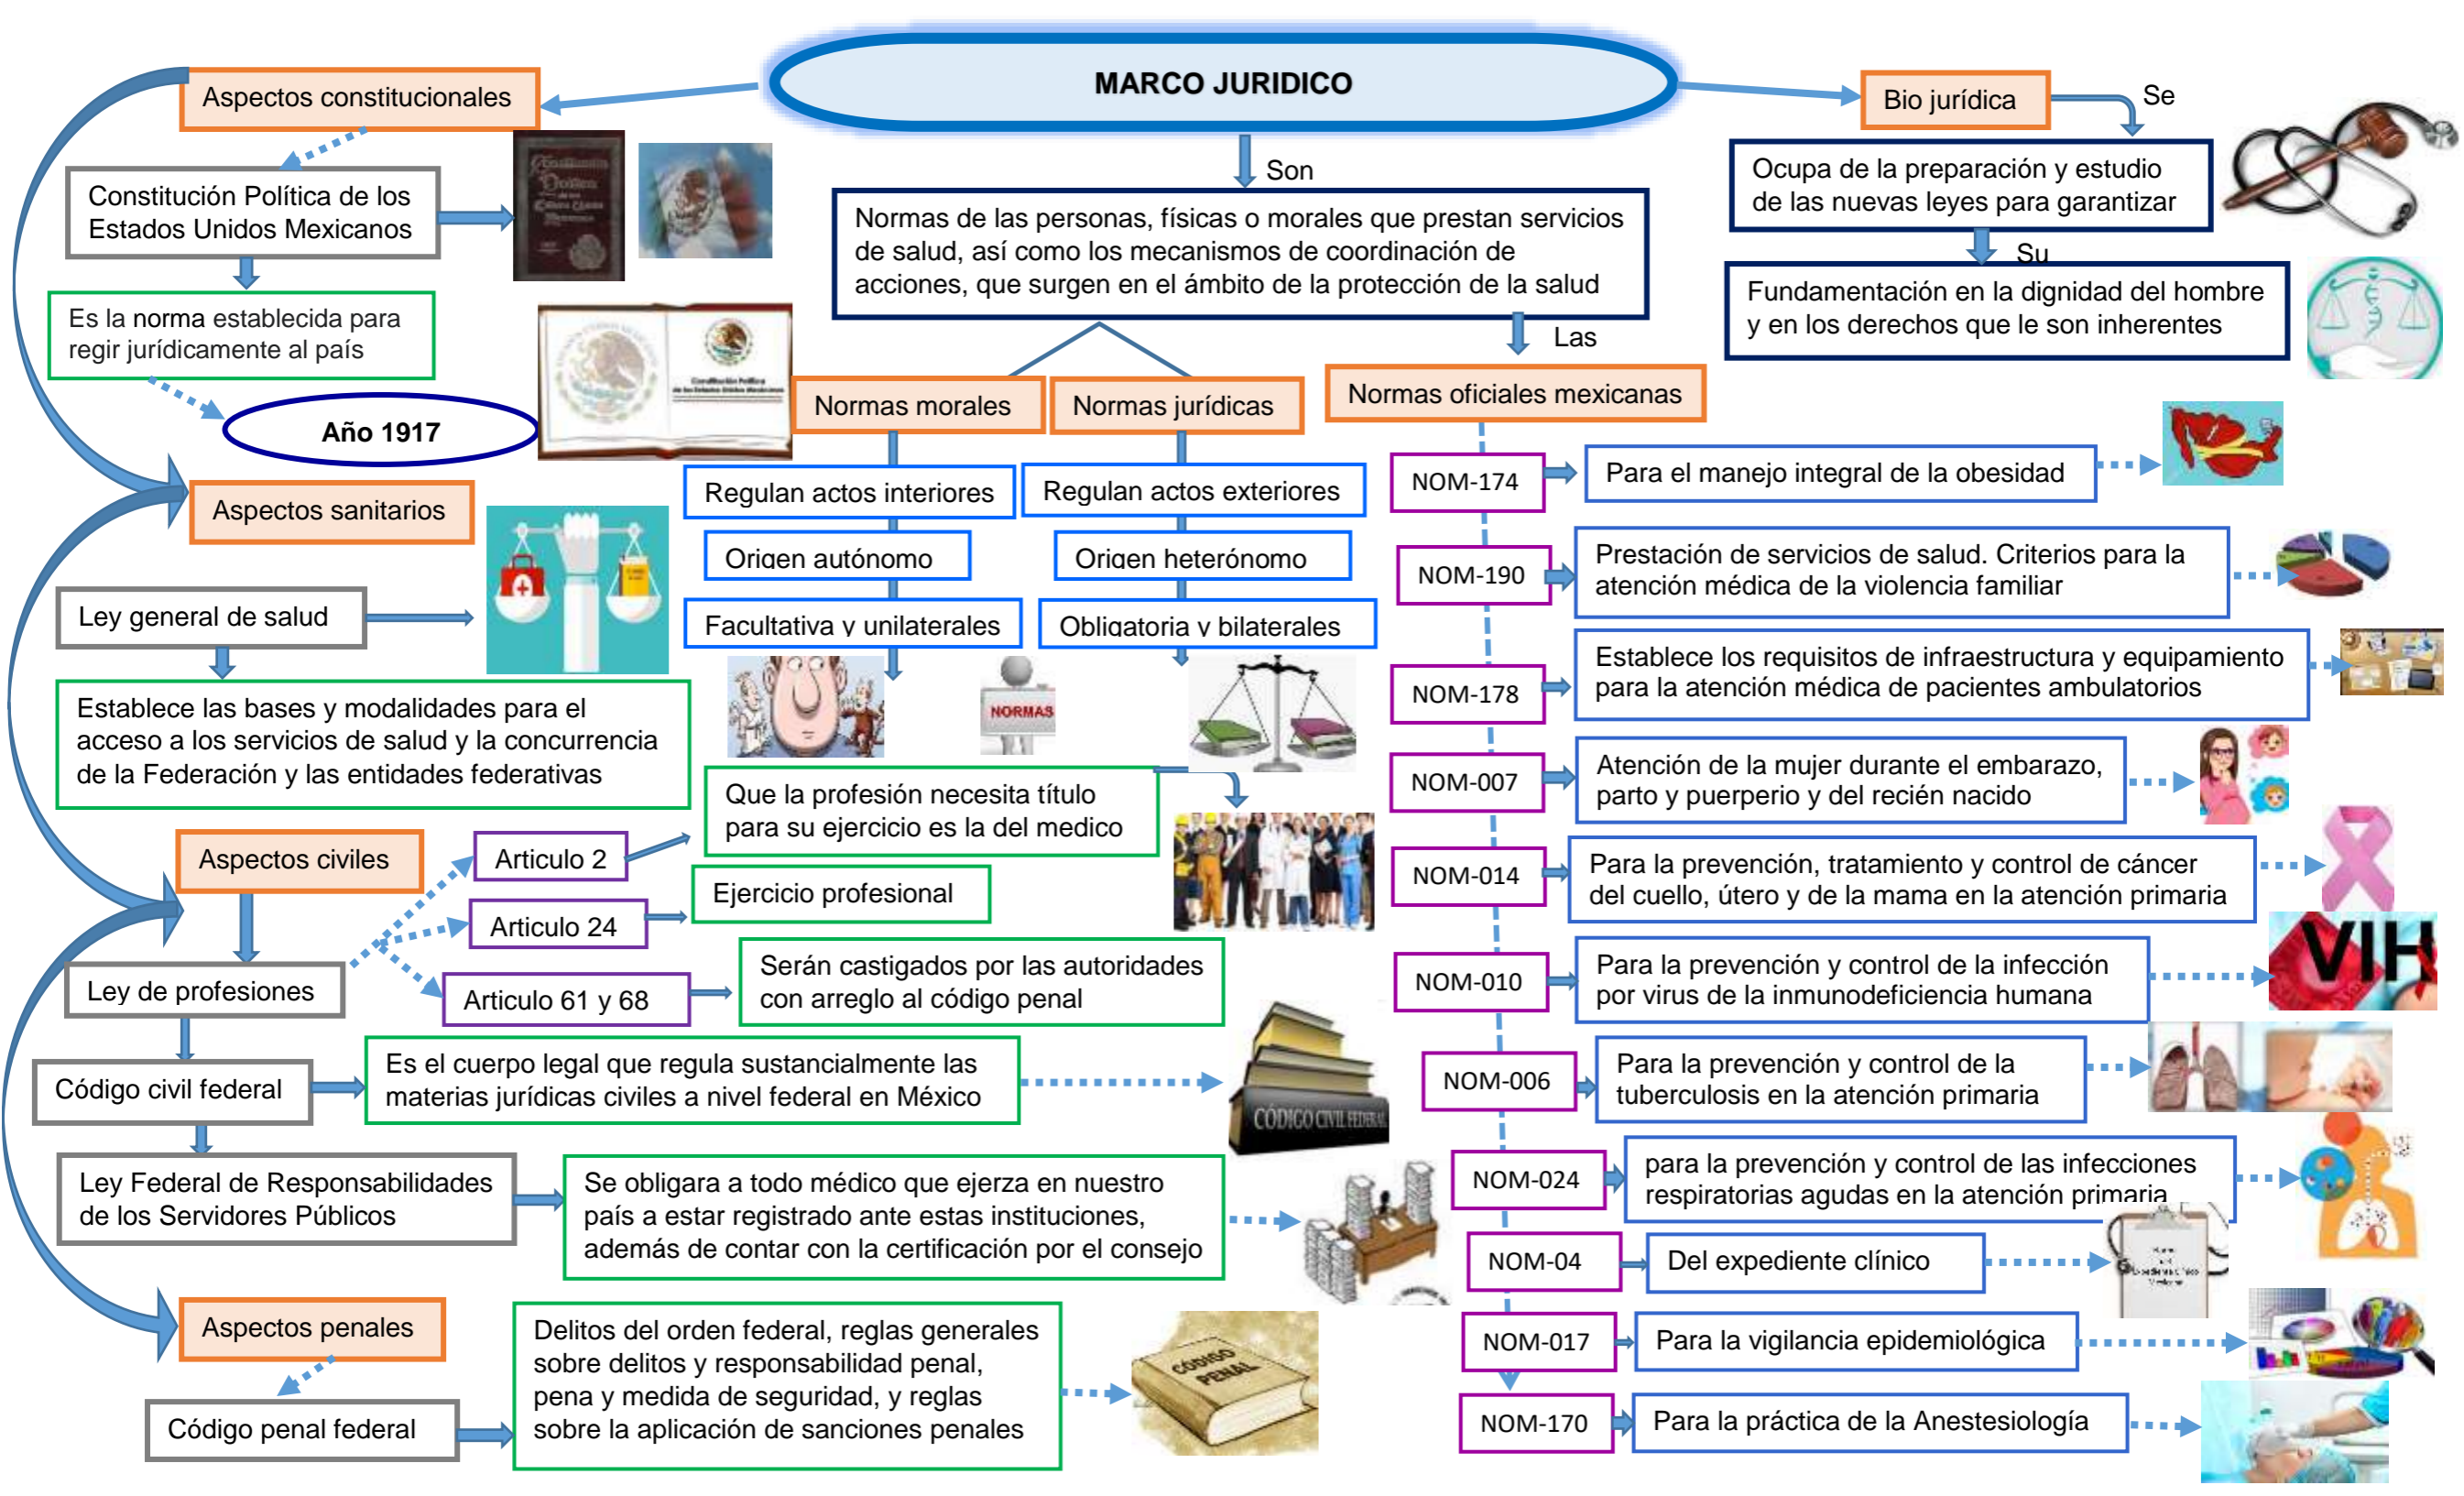 MARCO JURIDICO
Aspectos constitucionales
Constitución Política de los
Estados Unidos Mexicanos
Es la norma establecida para
regir jurídicamente al país
Año 1917
Constitución Política
de los Estados Unidos Mexicanos
Son
Normas de las personas, físicas o morales que prestan servicios
de salud, así como los mecanismos de coordinación de
acciones, que surgen en el ámbito de la protección de la salud
Bio jurídica
Se
Ocupa de la preparación y estudio
de las nuevas leyes para garantizar
Su
Fundamentación en la dignidad del hombre
y en los derechos que le son inherentes
Las
Normas morales
Regulan actos interiores
Origen autónomo
Facultativa y unilaterales
Normas jurídicas
Regulan actos exteriores
Origen heterónomo
Obligatoria y bilaterales
NORMAS
Aspectos sanitarios
Ley general de salud
Establece las bases y modalidades para el
acceso a los servicios de salud y la concurrencia
de la Federación y las entidades federativas
Aspectos civiles
Ley de profesiones
Articulo 2
Que la profesión necesita título
para su ejercicio es la del medico
Articulo 24
Ejercicio profesional
Articulo 61 y 68
Serán castigados por las autoridades
con arreglo al código penal
Código civil federal
Es el cuerpo legal que regula sustancialmente las
materias jurídicas civiles a nivel federal en México
CÓDIGO CIVIL FEDERAL
Ley Federal de Responsabilidades
de los Servidores Públicos
Se obligara a todo médico que ejerza en nuestro
país a estar registrado ante estas instituciones,
además de contar con la certificación por el consejo
Aspectos penales
Código penal federal
Delitos del orden federal, reglas generales
sobre delitos y responsabilidad penal,
pena y medida de seguridad, y reglas
sobre la aplicación de sanciones penales
CODIGO
PENAL
Normas oficiales mexicanas
NOM-174
Para el manejo integral de la obesidad
NOM-190
Prestación de servicios de salud. Criterios para la
atención médica de la violencia familiar
NOM-178
Establece los requisitos de infraestructura y equipamiento
para la atención médica de pacientes ambulatorios
NOM-007
Atención de la mujer durante el embarazo,
parto y puerperio y del recién nacido
NOM-014
Para la prevención, tratamiento y control de cáncer
del cuello, útero y de la mama en la atención primaria
NOM-010
Para la prevención y control de la infección
por virus de la inmunodeficiencia humana
VIH
NOM-006
Para la prevención y control de la
tuberculosis en la atención primaria
NOM-024
para la prevención y control de las infecciones
respiratorias agudas en la atención primaria
NOM-04
Del expediente clínico
NOM-017
Para la vigilancia epidemiológica
NOM-170
Para la práctica de la Anestesiología